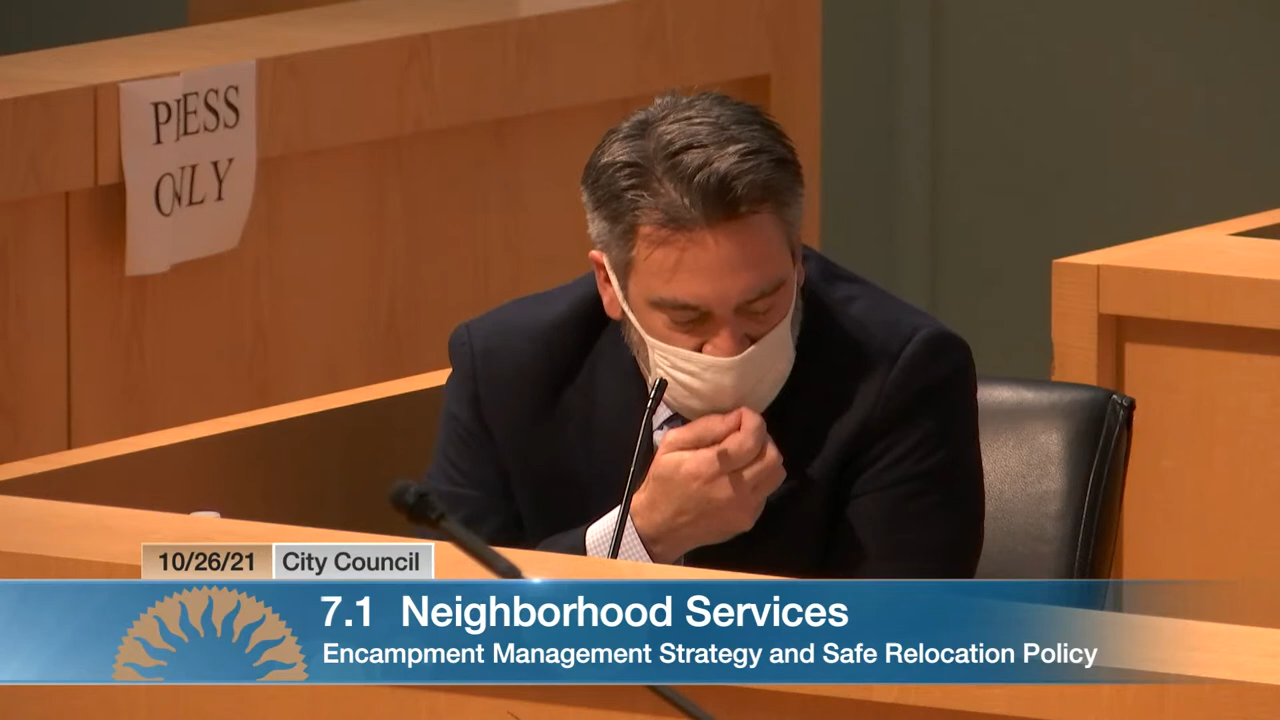 PRESS
ONLY
10/26/21 City Council
7.1 Neighborhood Services
Encampment Management Strategy and Safe Relocation Policy